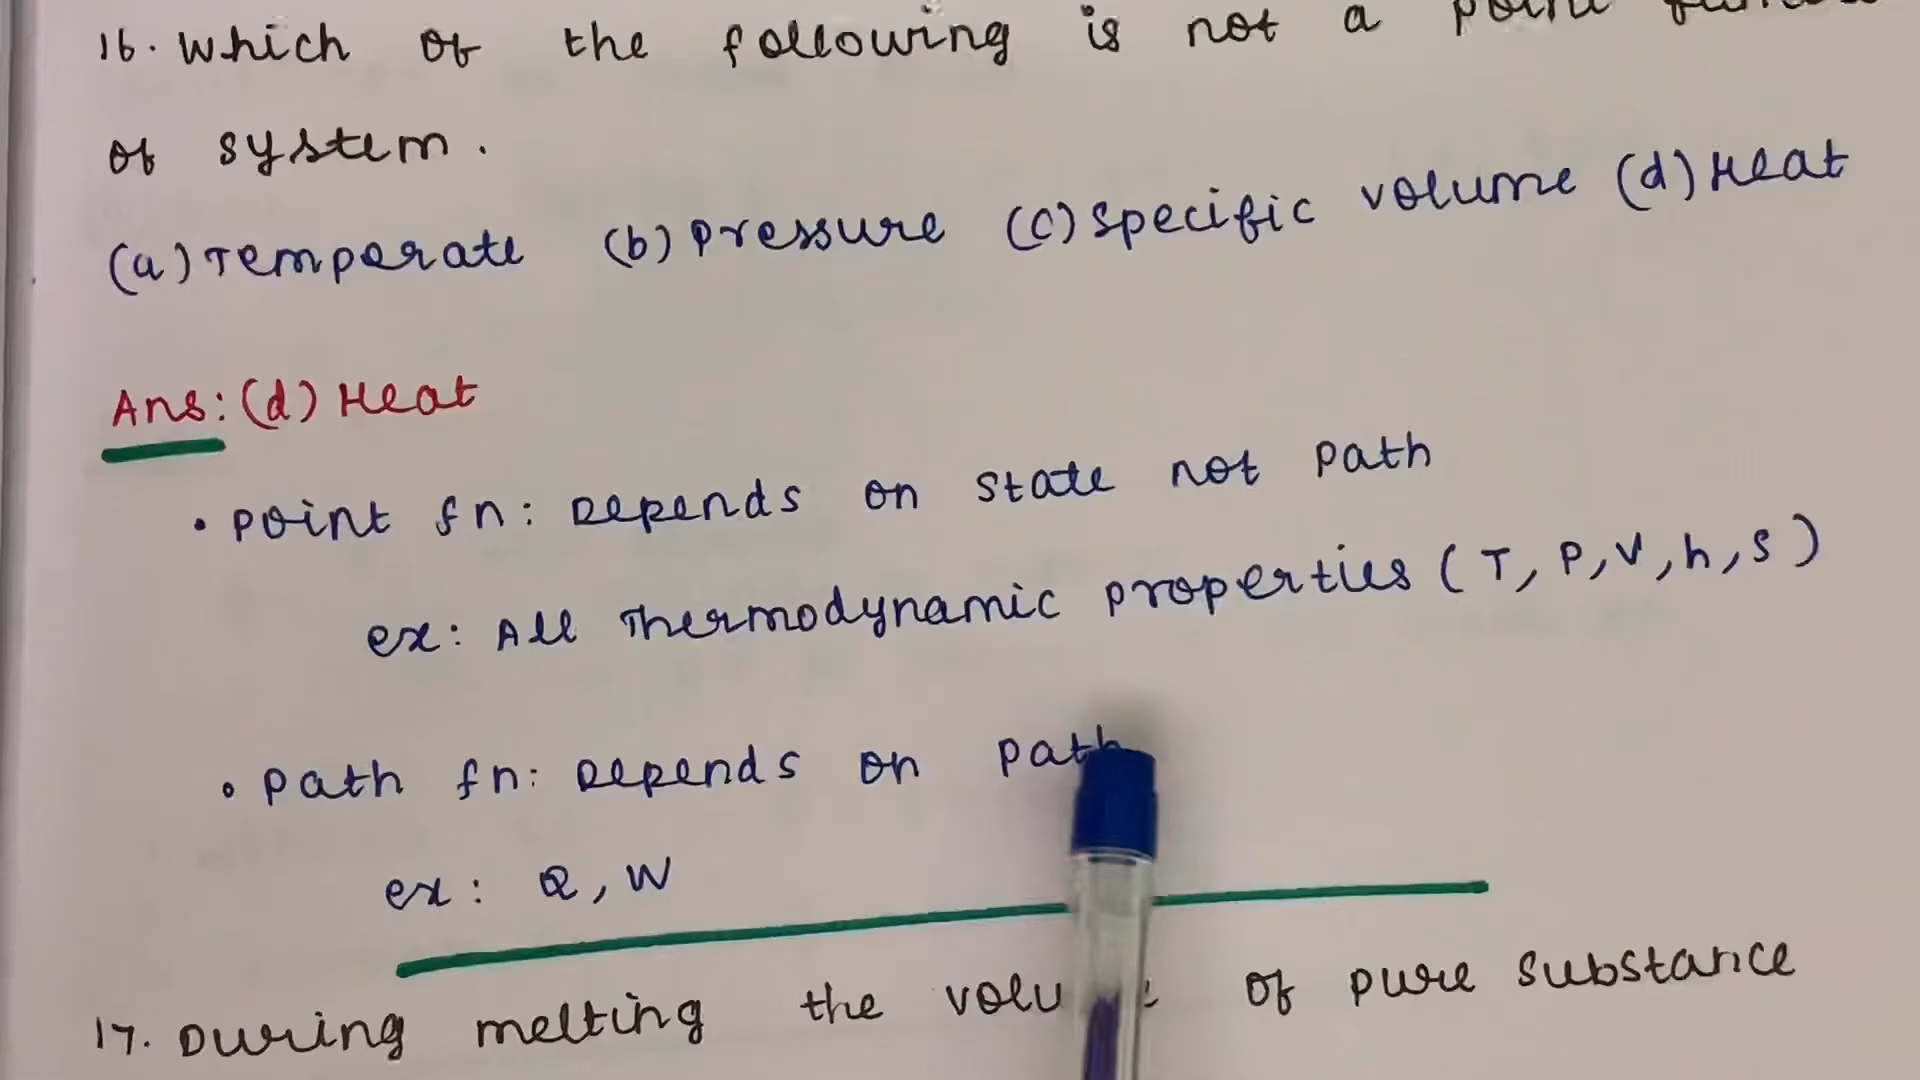 16. Which of the following is not a point
of system.
(a) Temperate (b) Pressure (c) Specific volume (d) Heat
Ans: (d) Heat
• Point fn: Depends on state not path
ex: All Thermodynamic properties (T, P, V, h, s)
• Path fn: Depends on path
ex: Q, W
17. During melting the of pure substance